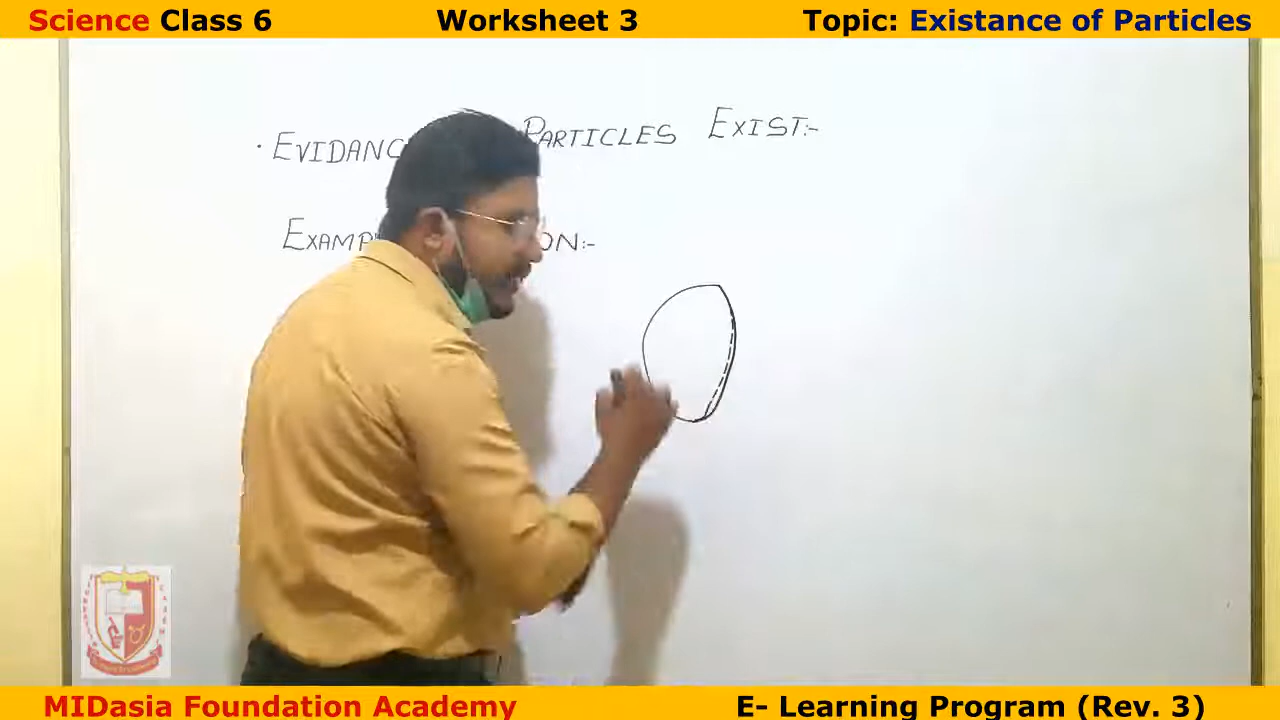 Science Class 6 Worksheet 3 Topic: Existance of Particles
· EVIDANC PARTICLES EXIST:-
EXAMP ON:-
MIDasia Foundation Academy E- Learning Program (Rev. 3)